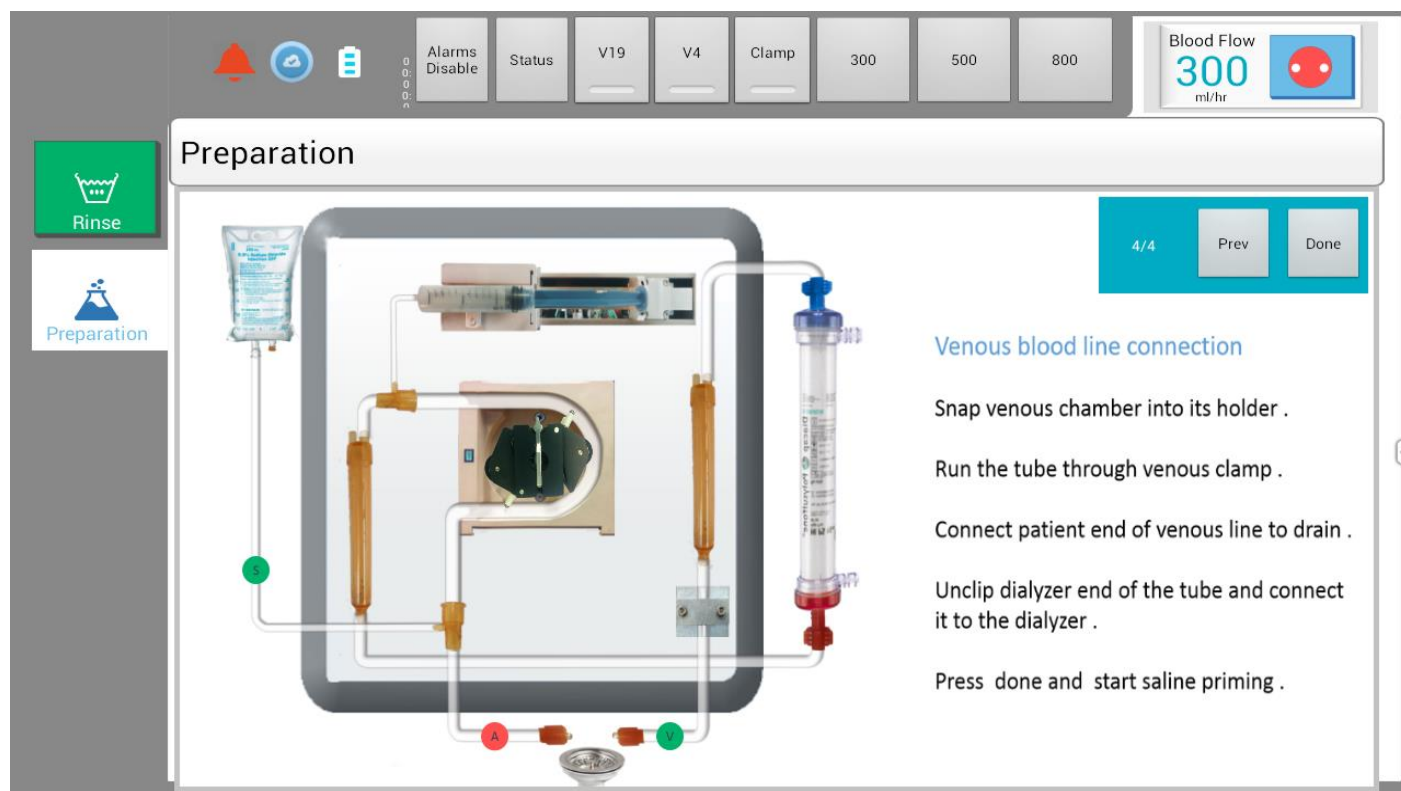 Alarms
Disable
Status
V19
V4
Clamp
300
500
800
Blood Flow
300
ml/hr
Preparation
Rinse
Preparation
4/4
Prev
Done
Venous blood line connection
Snap venous chamber into its holder .
Run the tube through venous clamp .
Connect patient end of venous line to drain .
Unclip dialyzer end of the tube and connect
it to the dialyzer .
Press done and start saline priming .
S
A
V